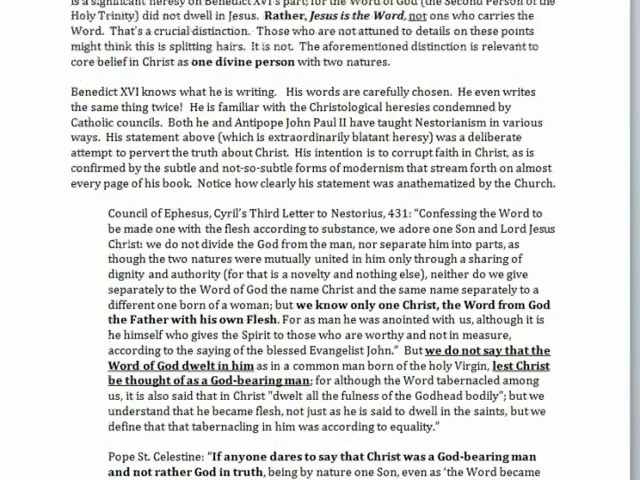 is a significant heresy on Benedict XVI's part, for the Word of God (the Second Person of the
Holy Trinity) did not dwell in Jesus. Rather, Jesus is the Word, not one who carries the
Word. That's a crucial distinction. Those who are not attuned to details on these points
might think this is splitting hairs. It is not. The aforementioned distinction is relevant to
core belief in Christ as one divine person with two natures.
Benedict XVI knows what he is writing. His words are carefully chosen. He even writes
the same thing twice! He is familiar with the Christological heresies condemned by
Catholic councils. Both he and Antipope John Paul II have taught Nestorianism in various
ways. His statement above (which is extraordinarily blatant heresy) was a deliberate
attempt to pervert the truth about Christ. His intention is to corrupt faith in Christ, as is
confirmed by the subtle and not-so-subtle forms of modernism that stream forth on almost
every page of his book. Notice how clearly his statement was anathematized by the Church.
Council of Ephesus, Cyril's Third Letter to Nestorius, 431: "Confessing the Word to
be made one with the flesh according to substance, we adore one Son and Lord Jesus
Christ: we do not divide the God from the man, nor separate him into parts, as
though the two natures were mutually united in him only through a sharing of
dignity and authority (for that is a novelty and nothing else), neither do we give
separately to the Word of God the name Christ and the same name separately to a
different one born of a woman; but we know only one Christ, the Word from God
the Father with his own Flesh. For as man he was anointed with us, although it is
he himself who gives the Spirit to those who are worthy and not in measure,
according to the saying of the blessed Evangelist John." But we do not say that the
Word of God dwelt in him as in a common man born of the holy Virgin, lest Christ
be thought of as a God-bearing man; for although the Word tabernacled among
us, it is also said that in Christ "dwelt all the fulness of the Godhead bodily"; but we
understand that he became flesh, not just as he is said to dwell in the saints, but we
define that that tabernacling in him was according to equality."
Pope St. Celestine: "If anyone dares to say that Christ was a God-bearing man
and not rather God in truth, being by nature one Son, even as 'the Word became